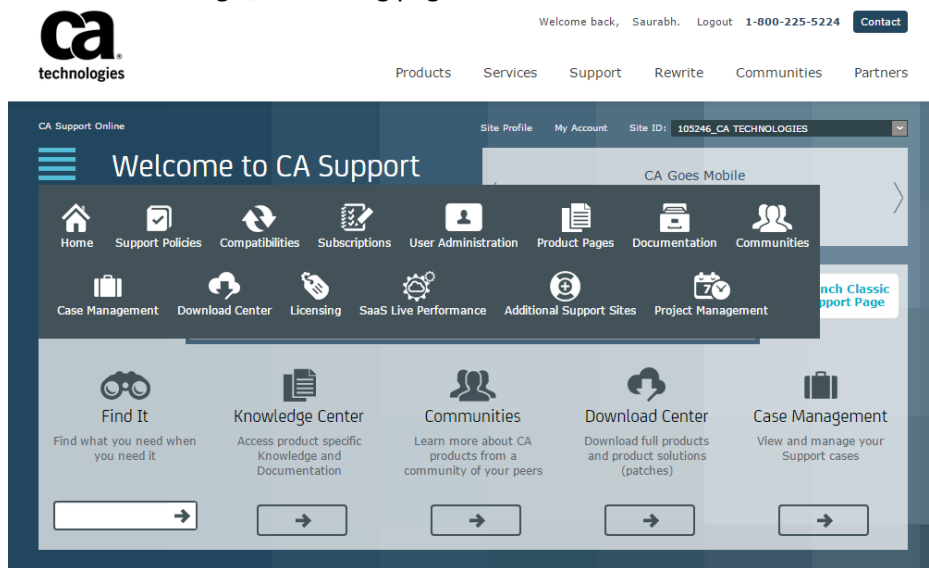 ca
technologies
Welcome back, Saurabh. Logout 1-800-225-5224 Contact
Products Services Support Rewrite Communities Partners
CA Support Online
Site Profile My Account Site ID: 105246_CA TECHNOLOGIES
Welcome to CA Support
CA Goes Mobile
Home Support Policies Compatibilities Subscriptions User Administration Product Pages Documentation Communities
Case Management Download Center Licensing SaaS Live Performance Additional Support Sites Project Management
Classic
Page
Find It
Find what you need when
you need it
Knowledge Center
Access product specific
Knowledge and
Documentation
Communities
Learn more about CA
products from a
community of your peers
Download Center
Download full products
and product solutions
(patches)
Case Management
View and manage your
Support cases